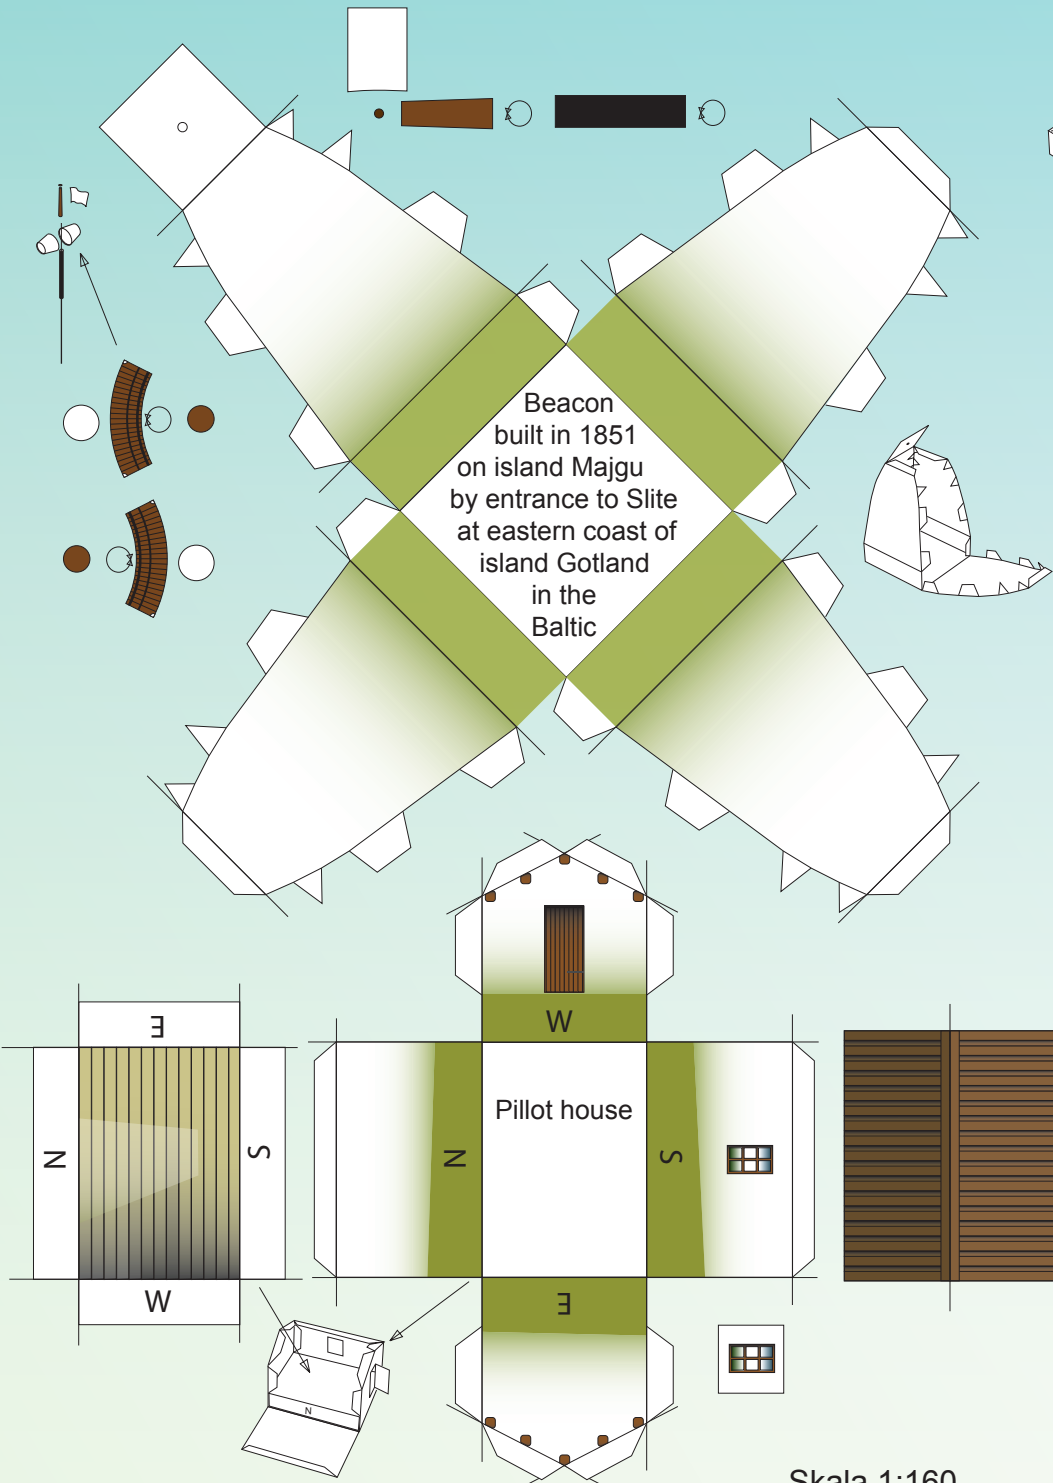 Beacon
built in 1851
on island Majgu
by entrance to Slite
at eastern coast of
island Gotland
in the
Baltic
W
E
Pillot house
N
S
N
S
W
E
N
Skala 1:160